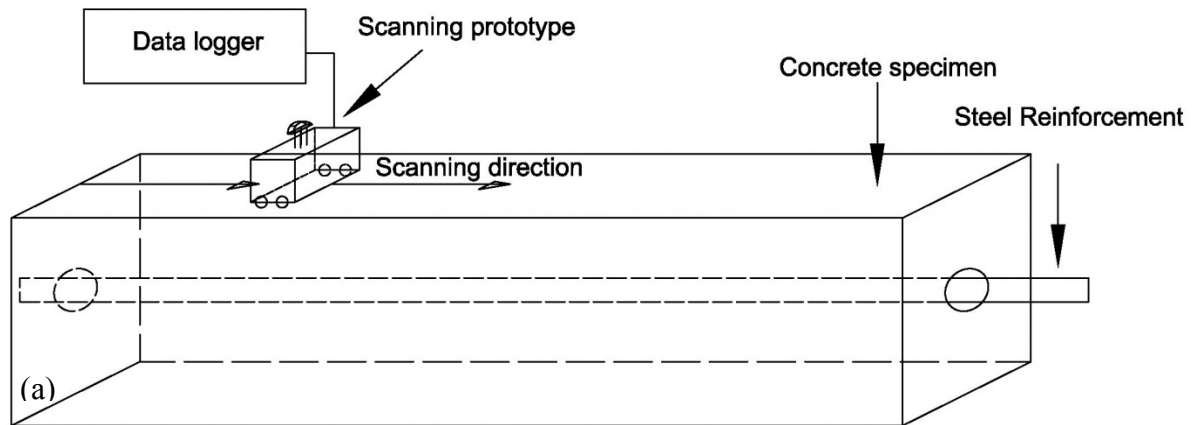 Data logger
Scanning prototype
Concrete specimen
Steel Reinforcement
Scanning direction
(a)